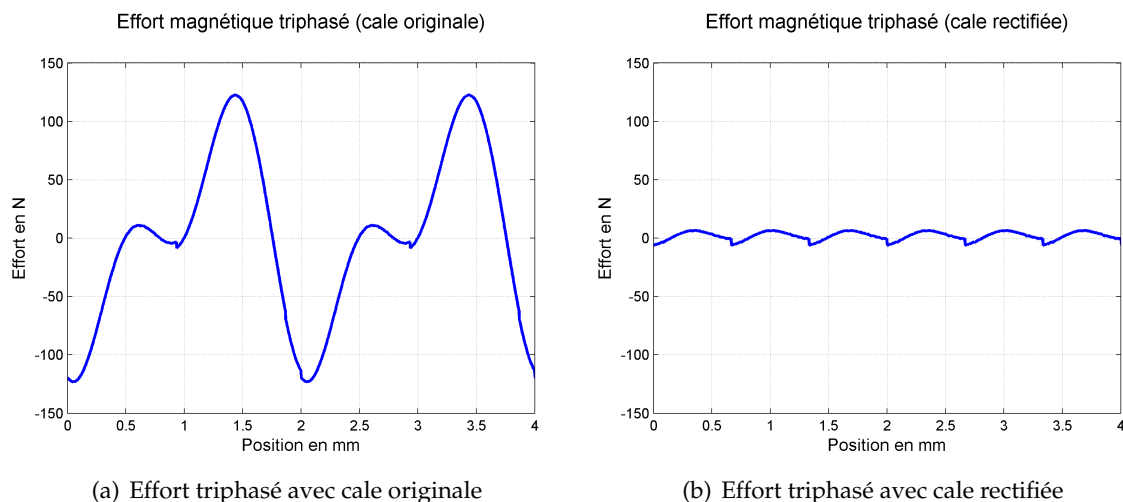 Effort magnétique triphasé (cale originale)
150
100
50
0
-50
-100
-150
Effort en N
0 0.5 1 1.5 2 2.5 3 3.5 4
Position en mm
(a) Effort triphasé avec cale originale
Effort magnétique triphasé (cale rectifiée)
150
100
50
0
-50
-100
-150
Effort en N
0 0.5 1 1.5 2 2.5 3 3.5 4
Position en mm
(b) Effort triphasé avec cale rectifiée